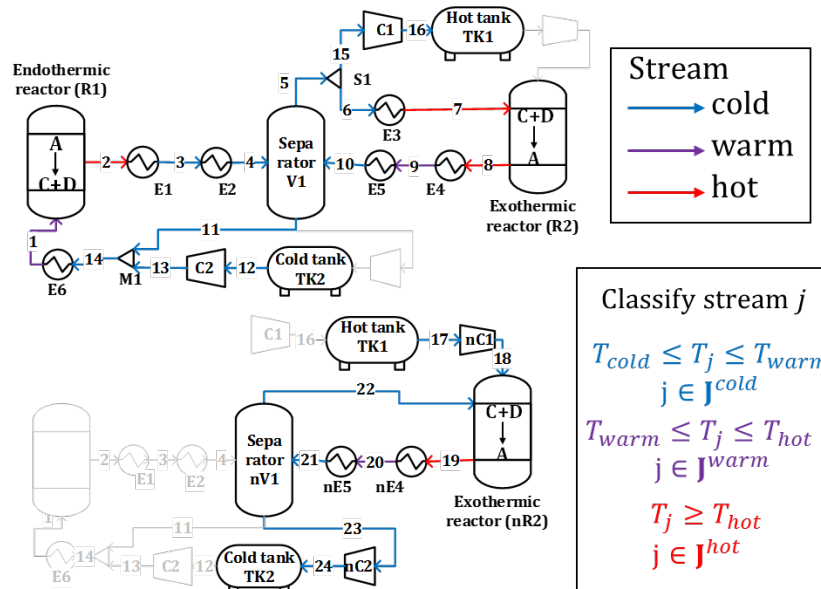 Hot tank
TK1
C1
16
15
Endothermic
reactor (R1)
5
S1
6
7
E3
A
C+D
2
3
4
E1
E2
Sepa
rator
V1
10
9
8
E5
E4
C+D
A
Exothermic
reactor (R2)
1
11
14
13
12
C2
M1
E6
Cold tank
TK2
Stream
cold
warm
hot
C1
16
Hot tank
TK1
17
nC1
18
22
Sepa
rator
nV1
21
20
19
nE5
nE4
C+D
A
Exothermic
reactor (nR2)
2
3
4
E1
E2
1
11
14
13
12
C2
E6
23
Cold tank
TK2
24
nC2
Classify stream j
T_cold ≤ T_j ≤ T_warm
j ∈ J^cold
T_warm ≤ T_j ≤ T_hot
j ∈ J^warm
T_j ≥ T_hot
j ∈ J^hot